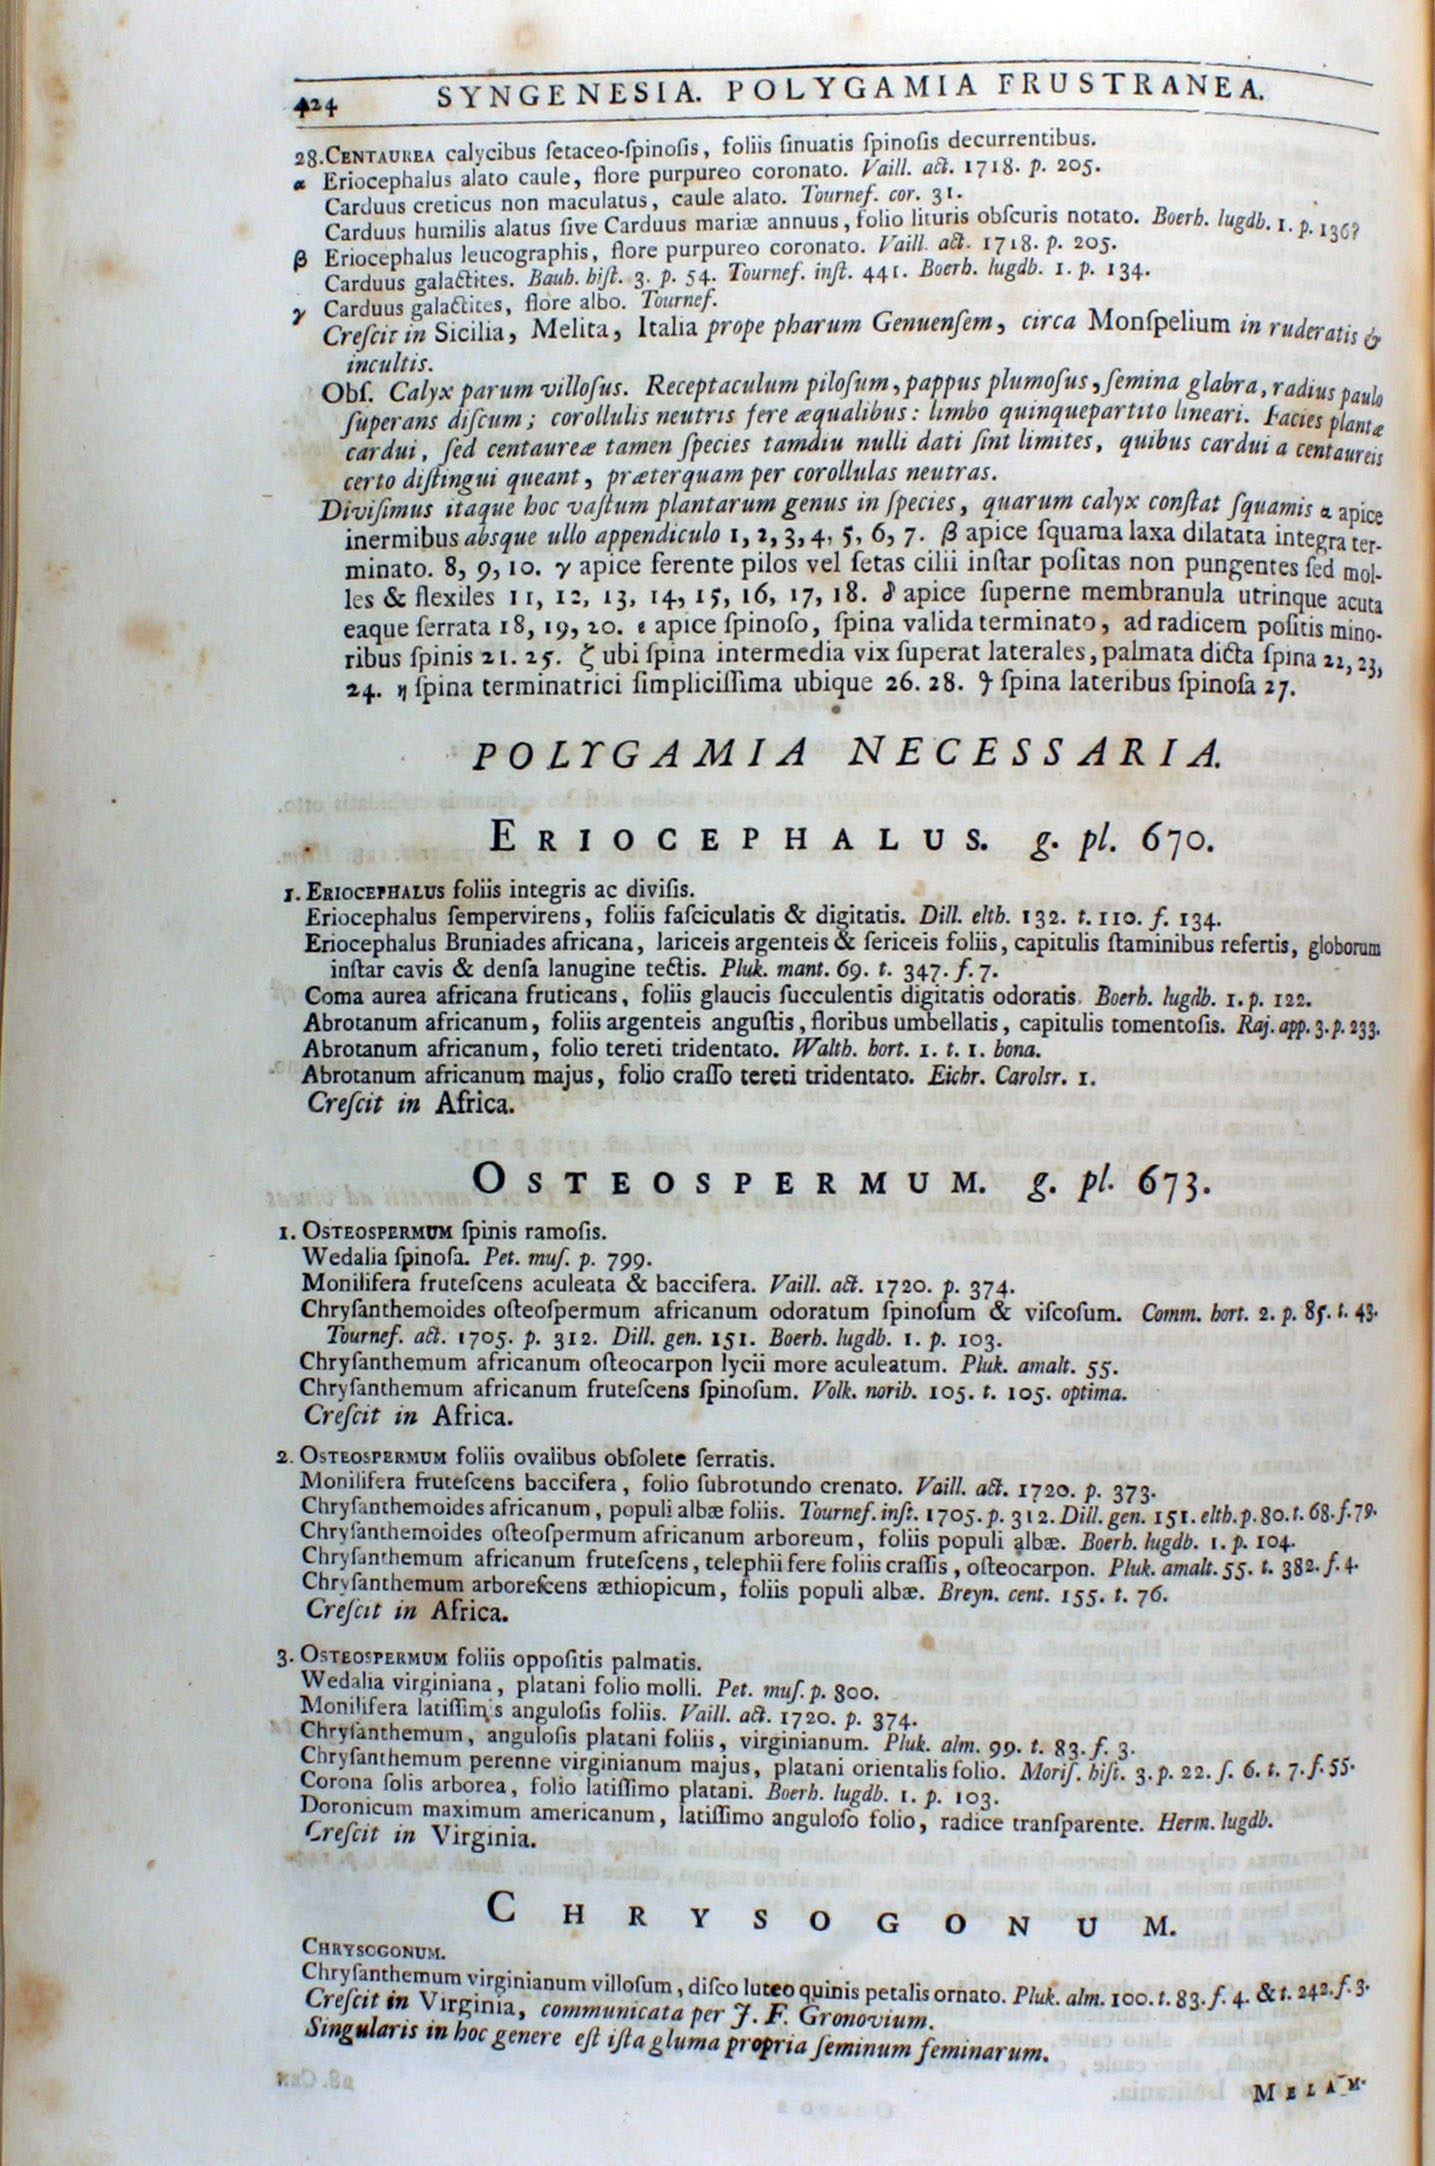 424 SYNGENESIA. POLYGAMIA FRUSTRANEA.
28. CENTAUREA calycibus ſetaceo-ſpinoſis, foliis ſinuatis ſpinoſis decurrentibus.
α Eriocephalus alato caule, flore purpureo coronato. Vaill. act. 1718. p. 205.
Carduus creticus non maculatus, caule alato. Tournef. cor. 31.
Carduus humilis alatus ſive Carduus mariæ annuus, folio lituris obſcuris notato. Boerh. lugdb. 1. p. 136?
β Eriocephalus leucographis, flore purpureo coronato. Vaill. act. 1718. p. 205.
Carduus galactites. Bauh. hiſt. 3. p. 54. Tournef. inſt. 441. Boerh. lugdb. 1. p. 134.
γ Carduus galactites, flore albo. Tournef.
Creſcit in Sicilia, Melita, Italia prope pharum Genuenſem, circa Monſpelium in ruderatis &
incultis.
Obſ. Calyx parum villoſus. Receptaculum piloſum, pappus plumoſus, ſemina glabra, radius paulo
ſuperans diſcum; corollulis neutris fere æqualibus: limbo quinquepartito lineari. Facies plantæ
cardui, ſed centaureæ tamen ſpecies tamdiu nulli dati ſint limites, quibus cardui a centaureis
certo diſtingui queant, præterquam per corollulas neutras.
Diviſimus itaque hoc vaſtum plantarum genus in ſpecies, quarum calyx conſtat ſquamis α apice
inermibus absque ullo appendiculo 1, 2, 3, 4, 5, 6, 7. β apice ſquama laxa dilatata integra ter-
minato. 8, 9, 10. γ apice ferente pilos vel ſetas cilii inſtar poſitas non pungentes ſed mol-
les & flexiles 11, 12, 13, 14, 15, 16, 17, 18. δ apice ſuperne membranula utrinque acuta
eaque ſerrata 18, 19, 20. ε apice ſpinoſo, ſpina valida terminato, ad radicem poſitis mino-
ribus ſpinis 21. 25. ζ ubi ſpina intermedia vix ſuperat laterales, palmata dicta ſpina 22, 23,
24. η ſpina terminatrici ſimpliciſſima ubique 26. 28. ϑ ſpina lateribus ſpinoſa 27.
POLYGAMIA NECESSARIA.
ERIOCEPHALUS. g. pl. 670.
1. ERIOCEPHALUS foliis integris ac diviſis.
Eriocephalus ſempervirens, foliis faſciculatis & digitatis. Dill. elth. 132. t. 110. f. 134.
Eriocephalus Bruniades africana, lariceis argenteis & ſericeis foliis, capitulis ſtaminibus refertis, globorum
inſtar cavis & denſa lanugine tectis. Pluk. mant. 69. t. 347. f. 7.
Coma aurea africana fruticans, foliis glaucis ſucculentis digitatis odoratis. Boerh. lugdb. 1. p. 122.
Abrotanum africanum, foliis argenteis anguſtis, floribus umbellatis, capitulis tomentoſis. Raj. app. 3. p. 233.
Abrotanum africanum, folio tereti tridentato. Walth. hort. 1. t. 1. bona.
Abrotanum africanum majus, folio craſſo tereti tridentato. Eichr. Carolsr. 1.
Creſcit in Africa.
OSTEOSPERMUM. g. pl. 673.
1. OSTEOSPERMUM ſpinis ramoſis.
Wedalia ſpinoſa. Pet. muſ. p. 799.
Monilifera fruteſcens aculeata & baccifera. Vaill. act. 1720. p. 374.
Chryſanthemoides oſteoſpermum africanum odoratum ſpinoſum & viſcoſum. Comm. hort. 2. p. 85. t. 43.
Tournef. act. 1705. p. 312. Dill. gen. 151. Boerh. lugdb. 1. p. 103.
Chryſanthemum africanum oſteocarpon lycii more aculeatum. Pluk. amalt. 55.
Chryſanthemum africanum fruteſcens ſpinoſum. Volk. norib. 105. t. 105. optima.
Creſcit in Africa.
2. OSTEOSPERMUM foliis ovalibus obſolete ſerratis.
Monilifera fruteſcens baccifera, folio ſubrotundo crenato. Vaill. act. 1720. p. 373.
Chryſanthemoides africanum, populi albæ foliis. Tournef. inſt. 1705. p. 312. Dill. gen. 151. elth. p. 80. t. 68. f. 79.
Chryſanthemoides oſteoſpermum africanum arboreum, foliis populi albæ. Boerh. lugdb. 1. p. 104.
Chryſanthemum africanum fruteſcens, telephii fere foliis craſſis, oſteocarpon. Pluk. amalt. 55. t. 382. f. 4.
Chryſanthemum arboreſcens æthiopicum, foliis populi albæ. Breyn. cent. 155. t. 76.
Creſcit in Africa.
3. OSTEOSPERMUM foliis oppoſitis palmatis.
Wedalia virginiana, platani folio molli. Pet. muſ. p. 800.
Monilifera latiſſimis anguloſis foliis. Vaill. act. 1720. p. 374.
Chryſanthemum, anguloſis platani foliis, virginianum. Pluk. alm. 99. t. 83. f. 3.
Chryſanthemum perenne virginianum majus, platani orientalis folio. Moriſ. hiſt. 3. p. 22. ſ. 6. t. 7. f. 55.
Corona ſolis arborea, folio latiſſimo platani. Boerh. lugdb. 1. p. 103.
Doronicum maximum americanum, latiſſimo anguloſo folio, radice tranſparente. Herm. lugdb.
Creſcit in Virginia.
CHRYSOGONUM.
CHRYSOGONUM.
Chryſanthemum virginianum villoſum, diſco luteo quinis petalis ornato. Pluk. alm. 100. t. 83. f. 4. & t. 242. f. 3.
Creſcit in Virginia, communicata per J. F. Gronovium.
Singularis in hoc genere eſt iſta gluma propria ſeminum feminarum.
MELAM-